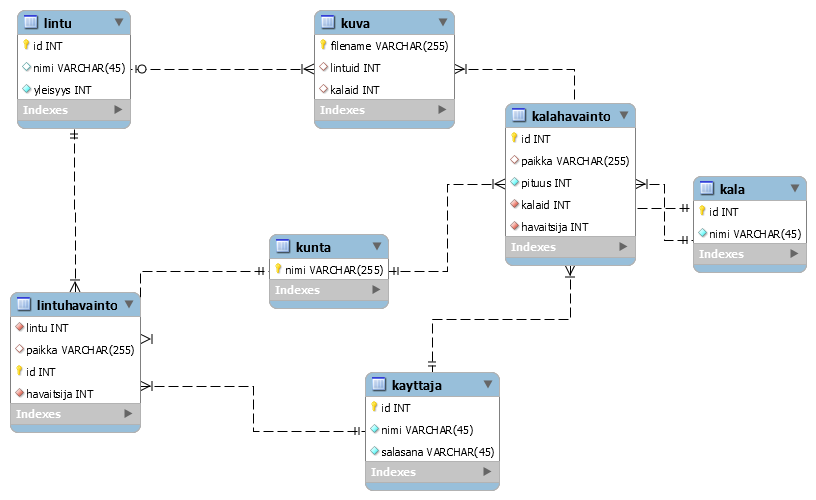 lintu
id INT
nimi VARCHAR(45)
yleisyys INT
Indexes
kuva
filename VARCHAR(255)
lintuid INT
kalaid INT
Indexes
kalahavainto
id INT
paikka VARCHAR(255)
pituus INT
kalaid INT
havaitsija INT
Indexes
kala
id INT
nimi VARCHAR(45)
Indexes
kunta
nimi VARCHAR(255)
Indexes
lintuhavainto
lintu INT
paikka VARCHAR(255)
id INT
havaitsija INT
Indexes
kayttaja
id INT
nimi VARCHAR(45)
salasana VARCHAR(45)
Indexes